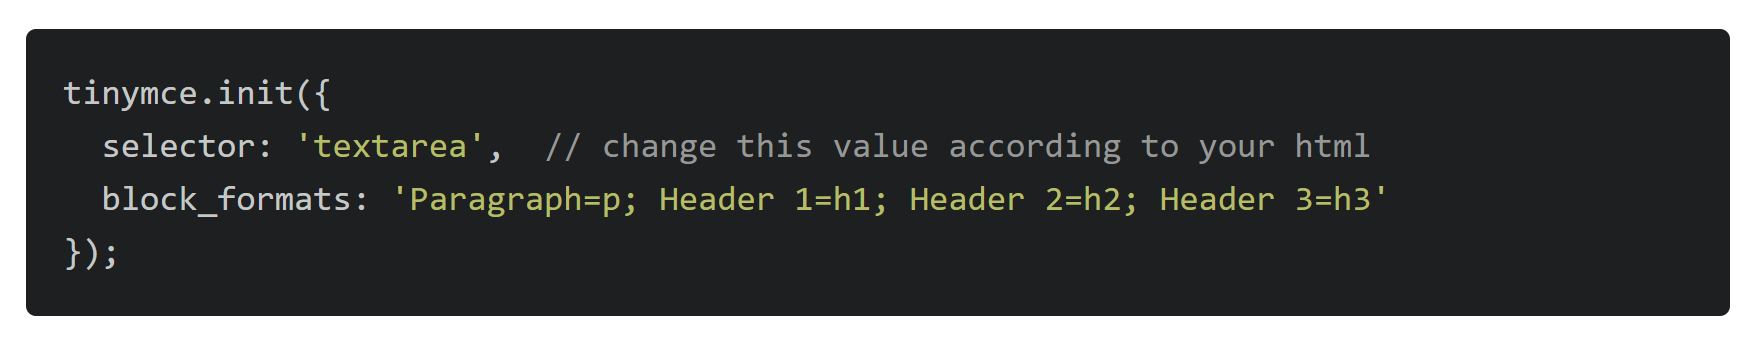 tinymce.init({
  selector: 'textarea',  // change this value according to your html
  block_formats: 'Paragraph=p; Header 1=h1; Header 2=h2; Header 3=h3'
});